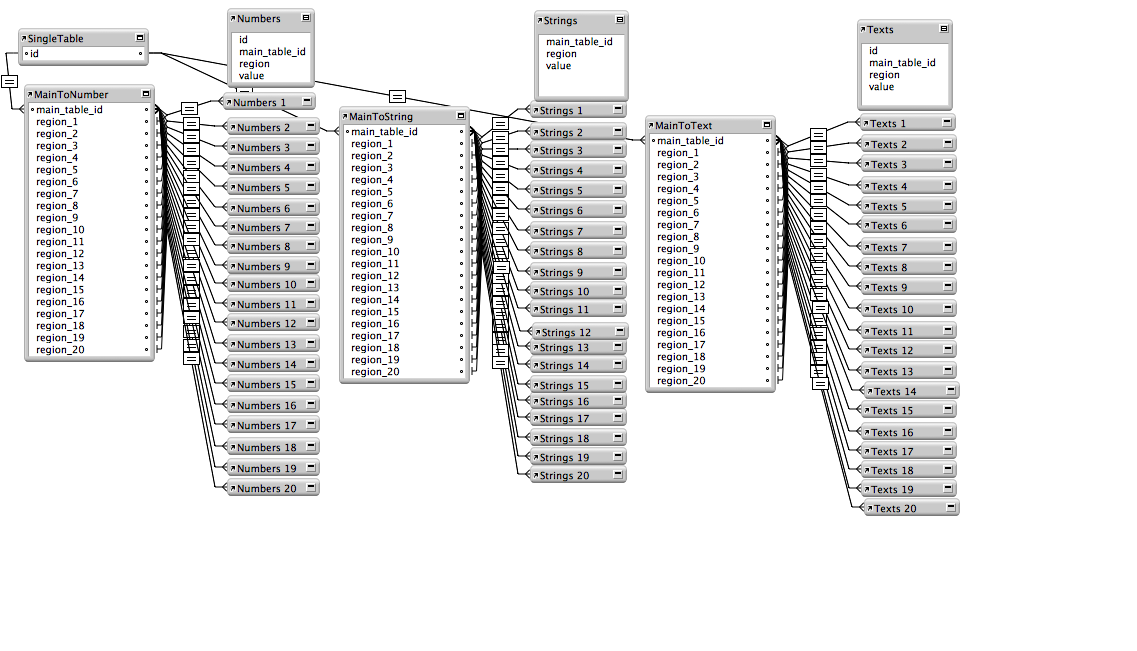 SingleTable
id
Numbers
id
main_table_id
region
value
Strings
main_table_id
region
value
Texts
id
main_table_id
region
value
MainToNumber
main_table_id
region_1
region_2
region_3
region_4
region_5
region_6
region_7
region_8
region_9
region_10
region_11
region_12
region_13
region_14
region_15
region_16
region_17
region_18
region_19
region_20
Numbers 1
Numbers 2
Numbers 3
Numbers 4
Numbers 5
Numbers 6
Numbers 7
Numbers 8
Numbers 9
Numbers 10
Numbers 11
Numbers 12
Numbers 13
Numbers 14
Numbers 15
Numbers 16
Numbers 17
Numbers 18
Numbers 19
Numbers 20
MainToString
main_table_id
region_1
region_2
region_3
region_4
region_5
region_6
region_7
region_8
region_9
region_10
region_11
region_12
region_13
region_14
region_15
region_16
region_17
region_18
region_19
region_20
Strings 1
Strings 2
Strings 3
Strings 4
Strings 5
Strings 6
Strings 7
Strings 8
Strings 9
Strings 10
Strings 11
Strings 12
Strings 13
Strings 14
Strings 15
Strings 16
Strings 17
Strings 18
Strings 19
Strings 20
MainToText
main_table_id
region_1
region_2
region_3
region_4
region_5
region_6
region_7
region_8
region_9
region_10
region_11
region_12
region_13
region_14
region_15
region_16
region_17
region_18
region_19
region_20
Texts 1
Texts 2
Texts 3
Texts 4
Texts 5
Texts 6
Texts 7
Texts 8
Texts 9
Texts 10
Texts 11
Texts 12
Texts 13
Texts 14
Texts 15
Texts 16
Texts 17
Texts 18
Texts 19
Texts 20